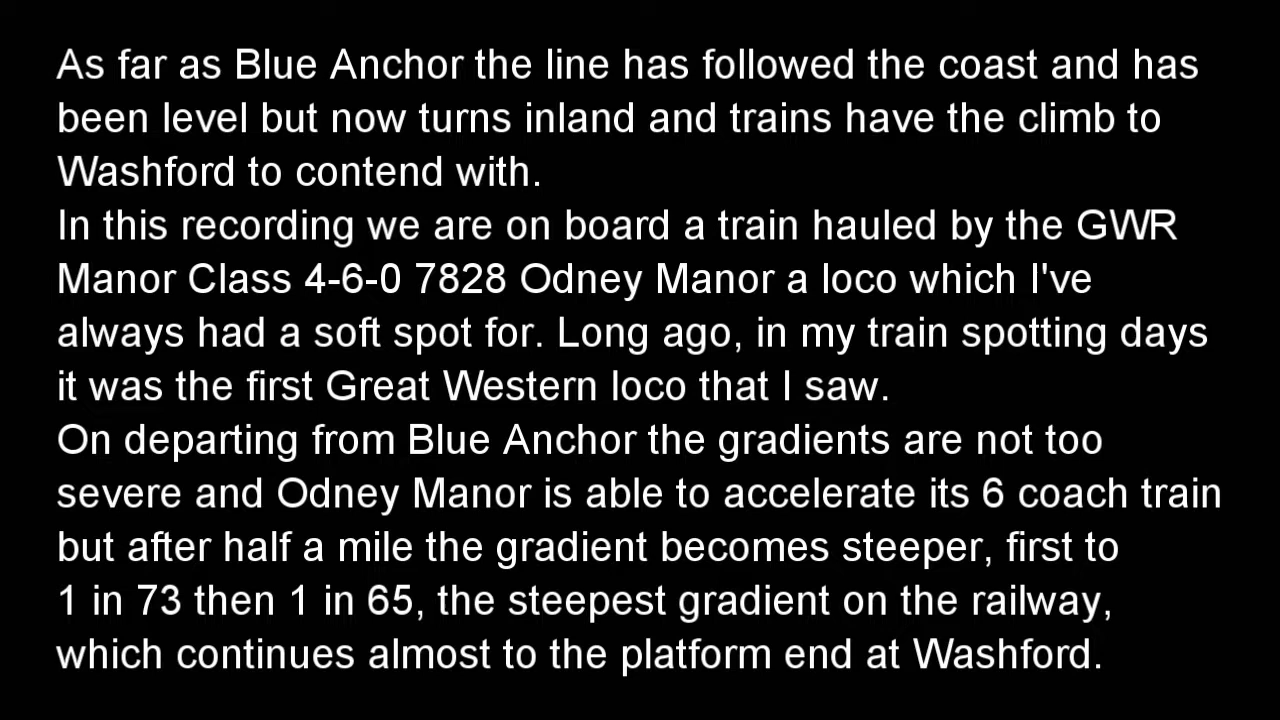 As far as Blue Anchor the line has followed the coast and has
been level but now turns inland and trains have the climb to
Washford to contend with.
In this recording we are on board a train hauled by the GWR
Manor Class 4-6-0 7828 Odney Manor a loco which I've
always had a soft spot for. Long ago, in my train spotting days
it was the first Great Western loco that I saw.
On departing from Blue Anchor the gradients are not too
severe and Odney Manor is able to accelerate its 6 coach train
but after half a mile the gradient becomes steeper, first to
1 in 73 then 1 in 65, the steepest gradient on the railway,
which continues almost to the platform end at Washford.